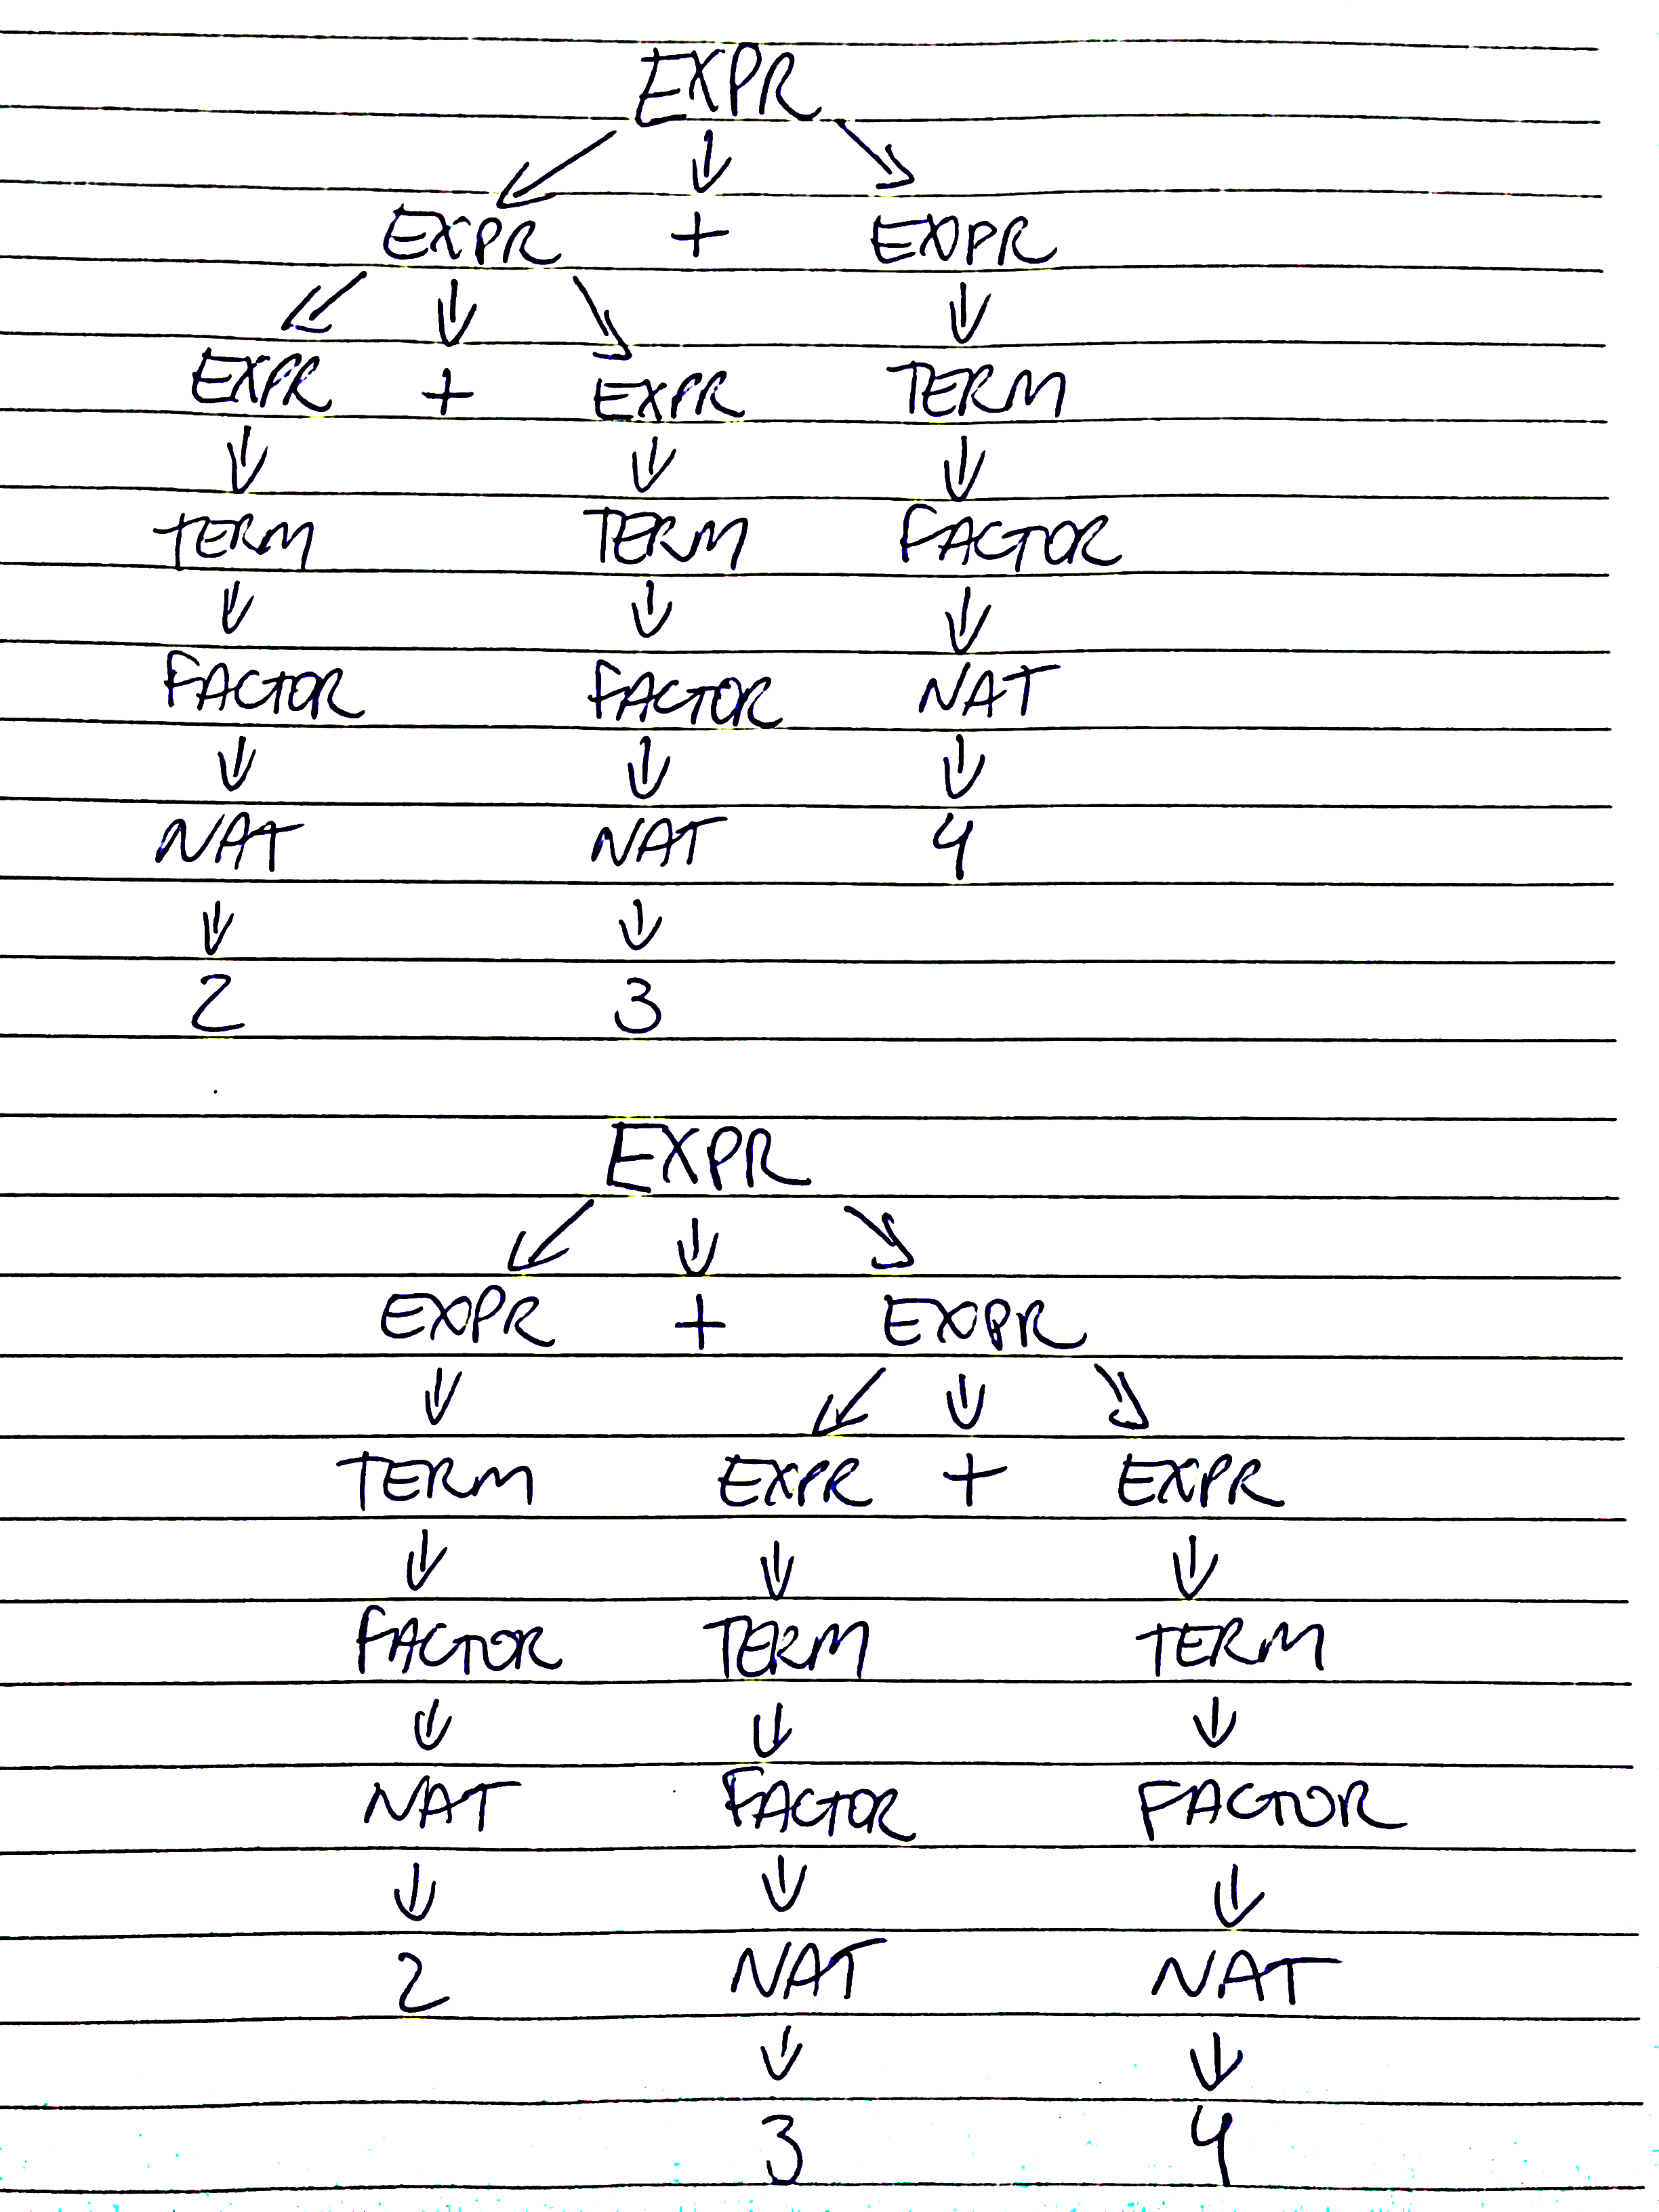 EXPR
EXPR + EXPR
EXPR + EXPR TERM
TERM TERM FACTOR
FACTOR FACTOR NAT
NAT NAT 4
2 3
EXPR
EXPR + EXPR
TERM EXPR + EXPR
FACTOR TERM TERM
NAT FACTOR FACTOR
2 NAT NAT
3 4